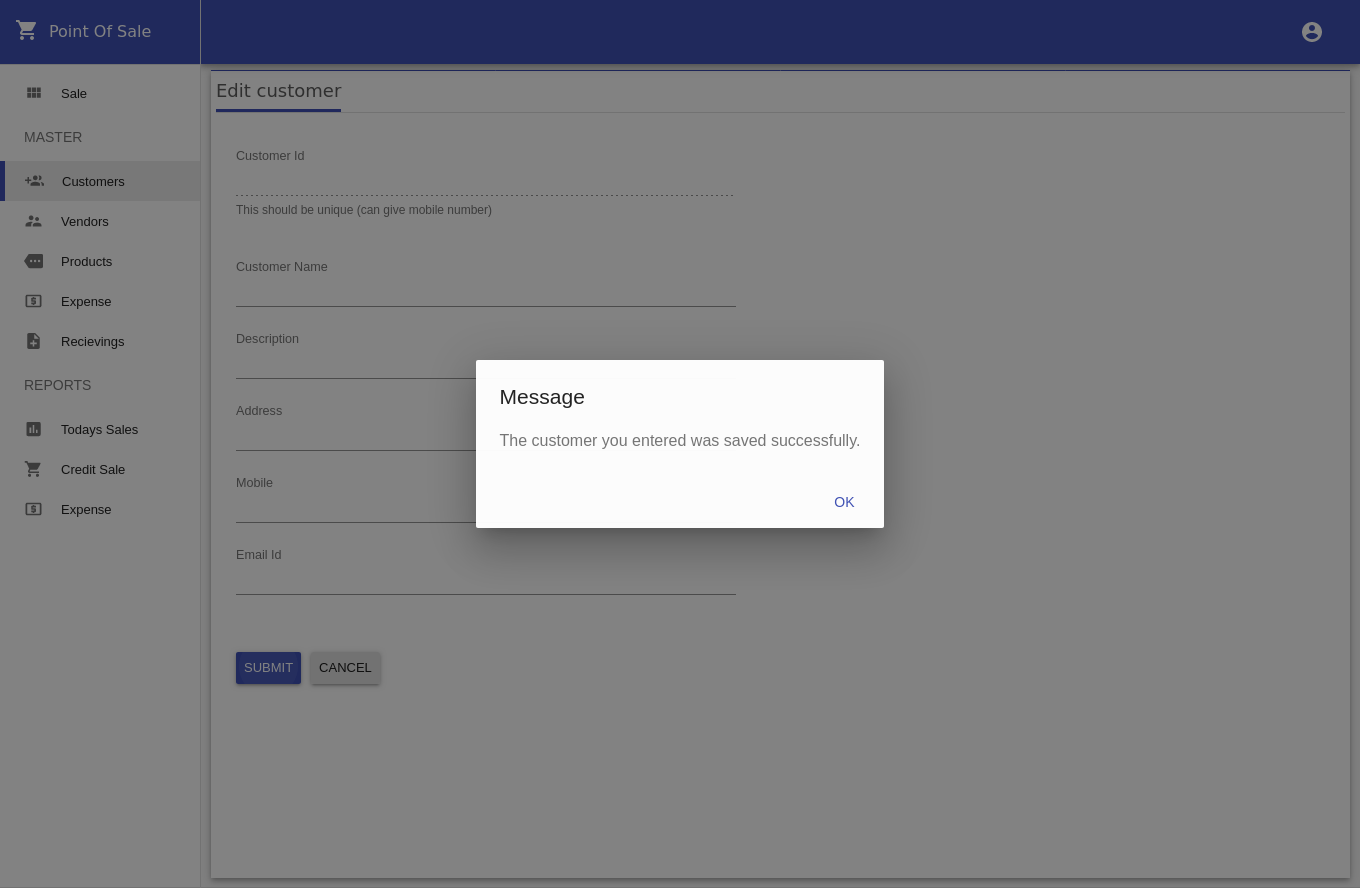 Point Of Sale
Sale
MASTER
Customers
Vendors
Products
Expense
Recievings
REPORTS
Todays Sales
Credit Sale
Expense
Edit customer
Customer Id
This should be unique (can give mobile number)
Customer Name
Description
Address
Mobile
Email Id
SUBMIT CANCEL
Message
The customer you entered was saved successfully.
OK